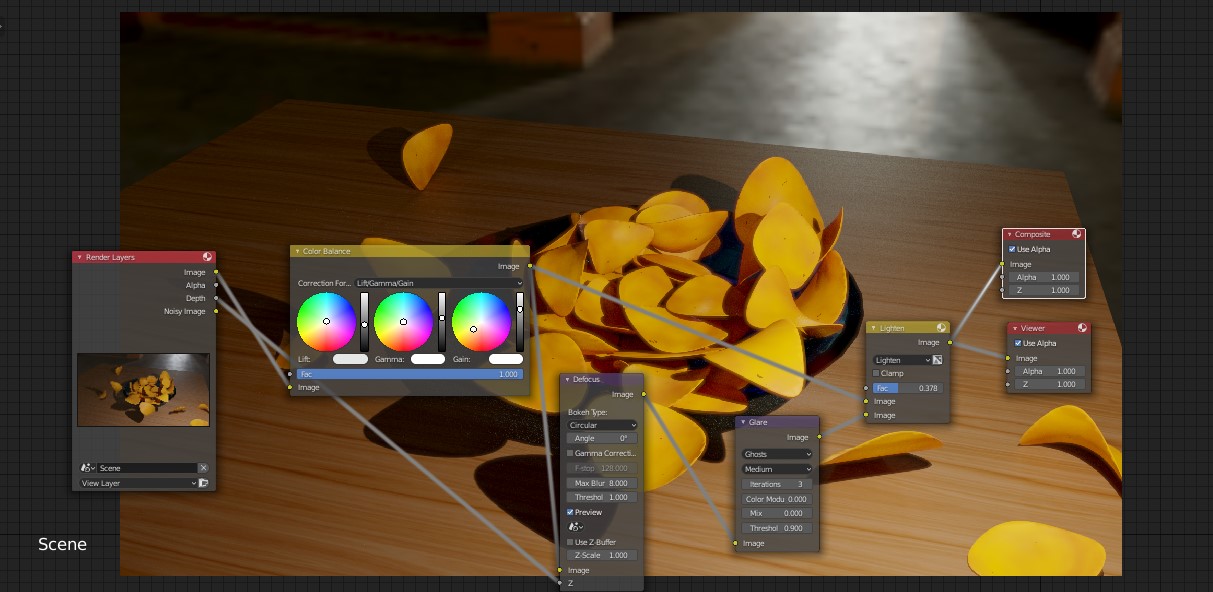 Render Layers
Image
Alpha
Depth
Noisy Image
Scene
View Layer
Color Balance
Image
Correction For... Lift/Gamma/Gain
Lift: Gamma: Gain:
Fac 1.000
Image
Defocus
Image
Bokeh Type:
Circular
Angle 0°
Gamma Correcti...
F-stop 128.000
Max Blur 8.000
Threshol 1.000
Preview
Use Z-Buffer
Z-Scale 1.000
Image
Z
Glare
Image
Ghosts
Medium
Iterations 3
Color Modu 0.000
Mix 0.000
Threshol 0.900
Image
Lighten
Image
Lighten
Clamp
Fac 0.378
Image
Image
Composite
Use Alpha
Image
Alpha 1.000
Z 1.000
Viewer
Use Alpha
Image
Alpha 1.000
Z 1.000
Scene